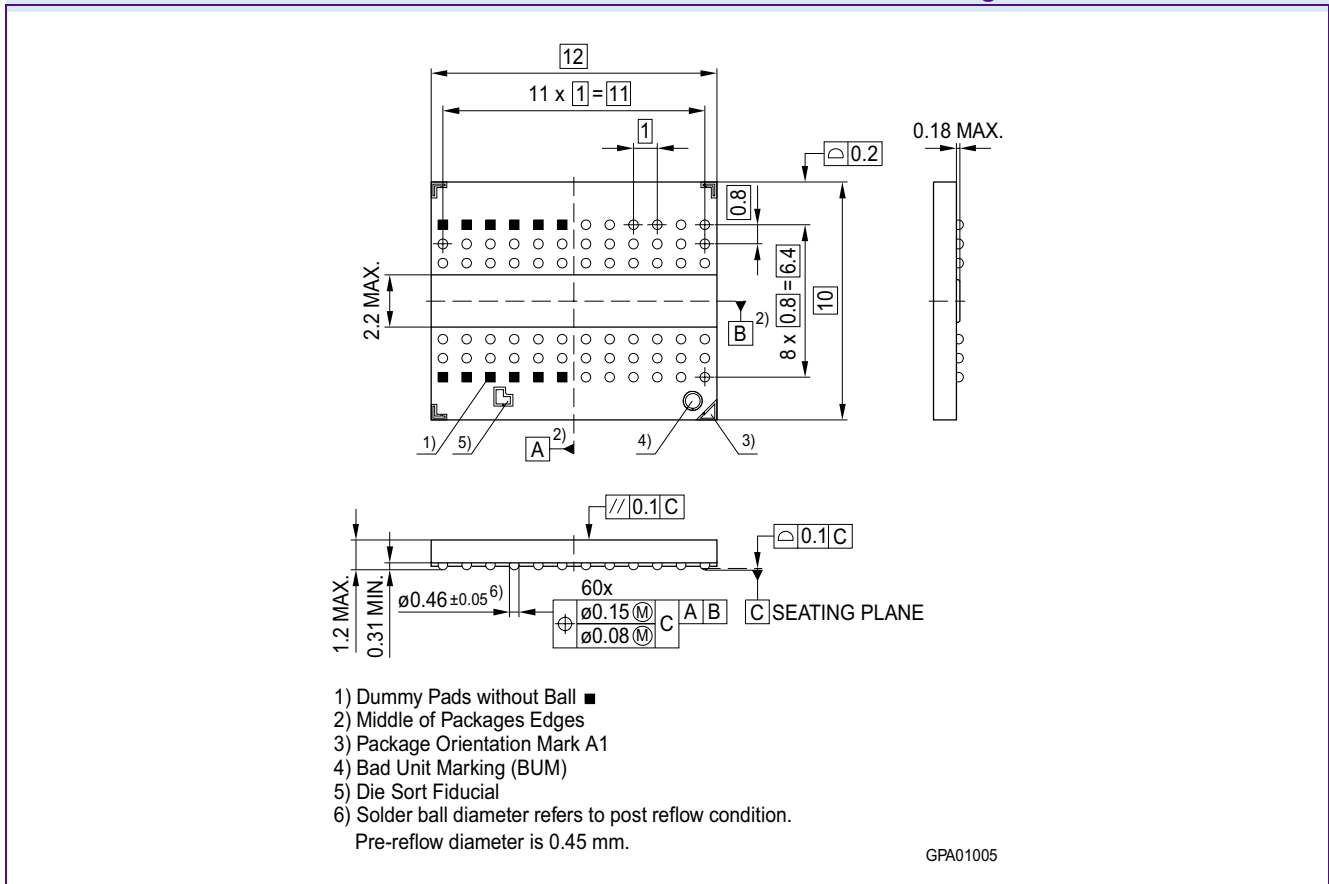 12
11 x 1 = 11
1
0.18 MAX.
0.2
0.8
2.2 MAX.
8 x 0.8 = 6.4
10
B 2)
1) 5) A 2) 4) 3)
// 0.1 C
0.1 C
1.2 MAX.
0.31 MIN.
ø0.46 ±0.05 6)
60x
ø0.15 Ⓜ C A B
ø0.08 Ⓜ
C SEATING PLANE
1) Dummy Pads without Ball ■
2) Middle of Packages Edges
3) Package Orientation Mark A1
4) Bad Unit Marking (BUM)
5) Die Sort Fiducial
6) Solder ball diameter refers to post reflow condition.
Pre-reflow diameter is 0.45 mm.
GPA01005